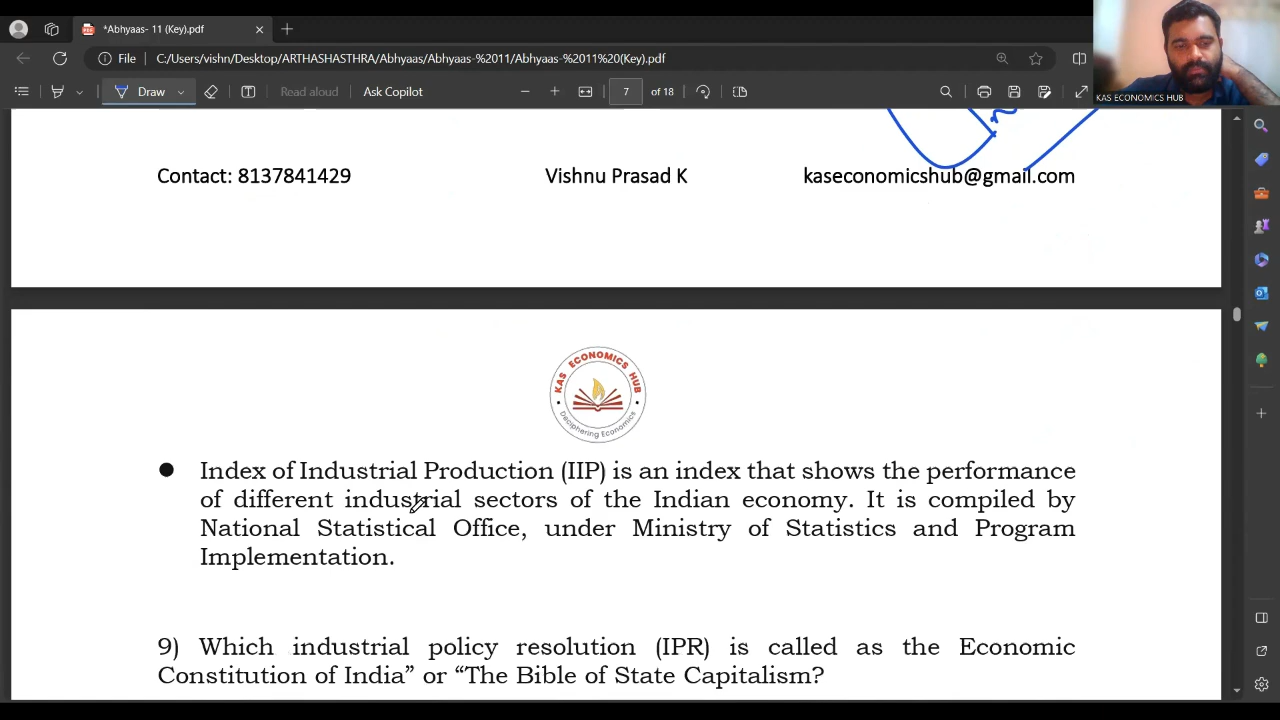 *Abhyaas- 11 (Key).pdf
File C:/Users/vishn/Desktop/ARTHASHASTHRA/Abhyaas/Abhyaas-%2011/Abhyaas-%2011%20(Key).pdf
Draw Read aloud Ask Copilot 7 of 18
KAS ECONOMICS HUB
Contact: 8137841429 Vishnu Prasad K kaseconomicshub@gmail.com
KAS ECONOMICS HUB
Deciphering Economics
● Index of Industrial Production (IIP) is an index that shows the performance
of different industrial sectors of the Indian economy. It is compiled by
National Statistical Office, under Ministry of Statistics and Program
Implementation.
9) Which industrial policy resolution (IPR) is called as the Economic
Constitution of India” or “The Bible of State Capitalism?